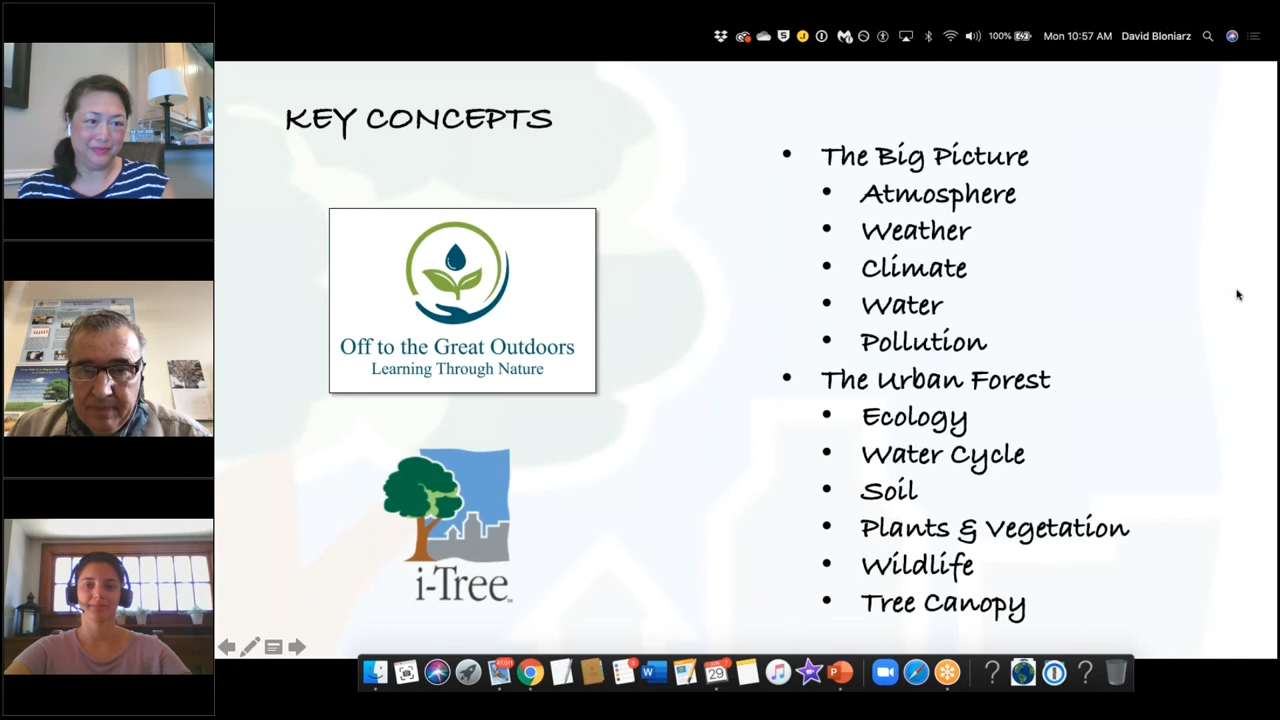 100%
Mon 10:57 AM
David Bloniarz
KEY CONCEPTS
Off to the Great Outdoors
Learning Through Nature
i-Tree
• The Big Picture
• Atmosphere
• Weather
• Climate
• Water
• Pollution
• The Urban Forest
• Ecology
• Water Cycle
• Soil
• Plants & Vegetation
• Wildlife
• Tree Canopy
29